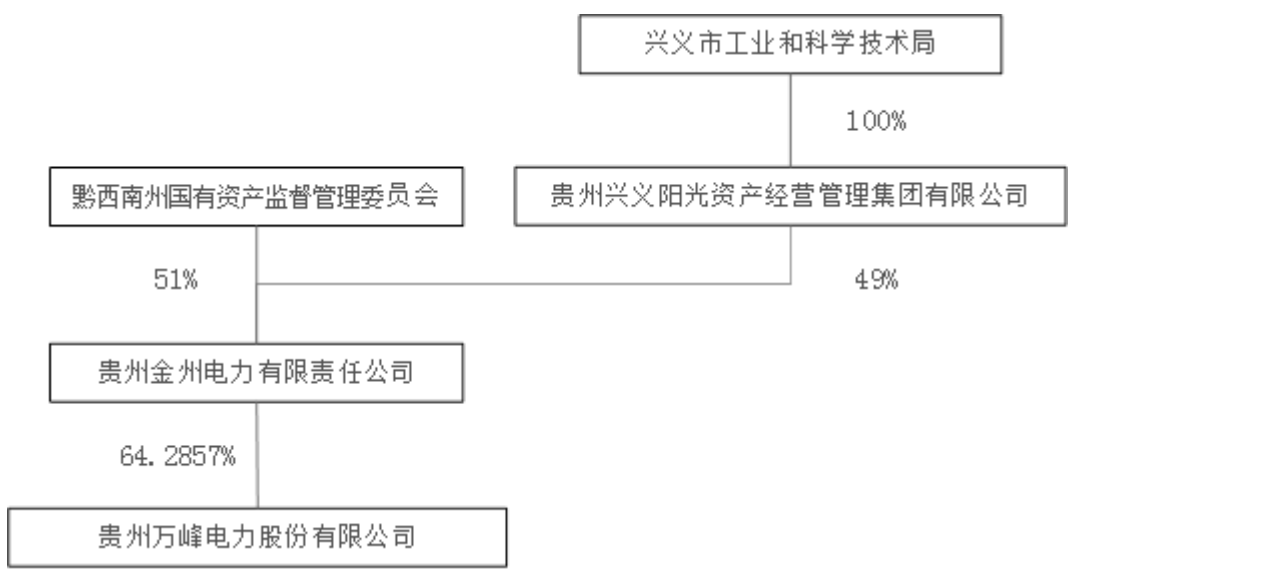 兴义市工业和科学技术局
100%
黔西南州国有资产监督管理委员会
贵州兴义阳光资产经营管理集团有限公司
51%
49%
贵州金州电力有限责任公司
64.2857%
贵州万峰电力股份有限公司